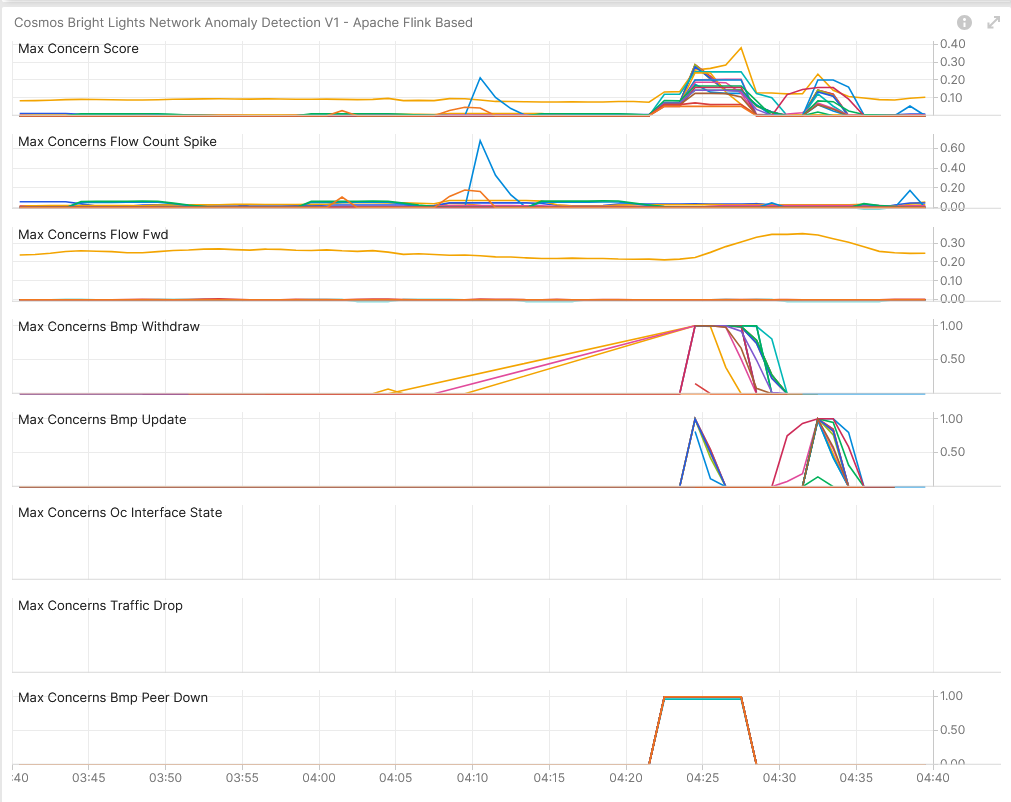 Cosmos Bright Lights Network Anomaly Detection V1 - Apache Flink Based
Max Concern Score
0.40
0.30
0.20
0.10
Max Concerns Flow Count Spike
0.60
0.40
0.20
0.00
Max Concerns Flow Fwd
0.30
0.20
0.10
0.00
Max Concerns Bmp Withdraw
1.00
0.50
Max Concerns Bmp Update
1.00
0.50
Max Concerns Oc Interface State
Max Concerns Traffic Drop
Max Concerns Bmp Peer Down
1.00
0.50
0.00
:40 03:45 03:50 03:55 04:00 04:05 04:10 04:15 04:20 04:25 04:30 04:35 04:40